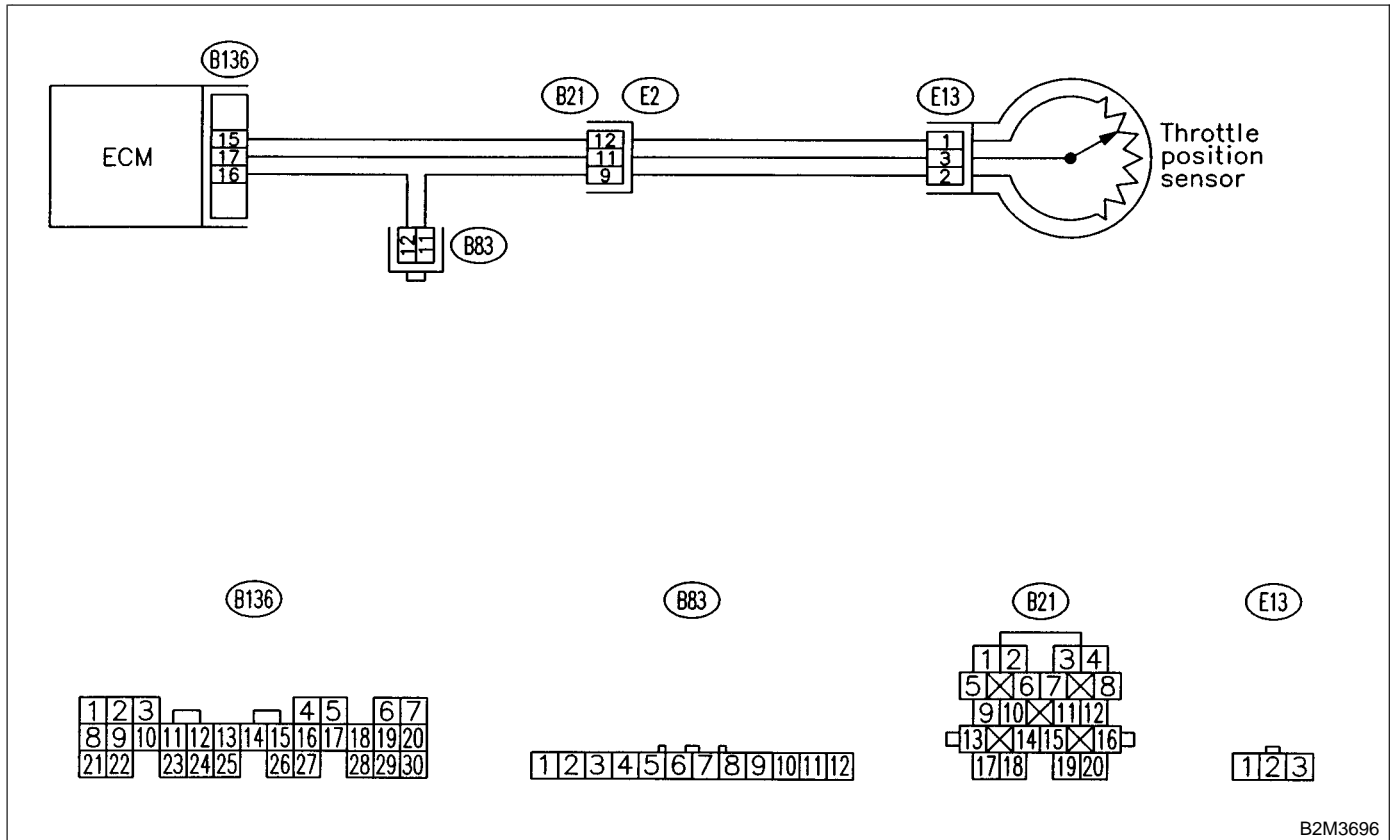 B136
B21 E2 E13
ECM
15
17
16
12
11
9
1
3
2
Throttle
position
sensor
12 11
B83
B136
B83
B21
E13
1 2 3 4 5 6 7
8 9 10 11 12 13 14 15 16 17 18 19 20
21 22 23 24 25 26 27 28 29 30
1 2 3 4 5 6 7 8 9 10 11 12
1 2 3 4
5 6 7 8
9 10 11 12
13 14 15 16
17 18 19 20
1 2 3
B2M3696